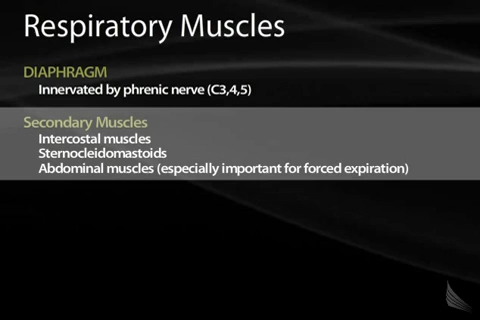 Respiratory Muscles
DIAPHRAGM
Innervated by phrenic nerve (C3,4,5)
Secondary Muscles
Intercostal muscles
Sternocleidomastoids
Abdominal muscles (especially important for forced expiration)